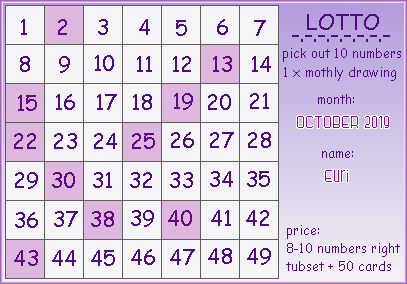 1 2 3 4 5 6 7
8 9 10 11 12 13 14
15 16 17 18 19 20 21
22 23 24 25 26 27 28
29 30 31 32 33 34 35
36 37 38 39 40 41 42
43 44 45 46 47 48 49
LOTTO
-.-.-.-.-.-.-
pick out 10 numbers
1 x mothly drawing
month:
OCTOBER 2019
name:
Euri
price:
8-10 numbers right
tubset + 50 cards